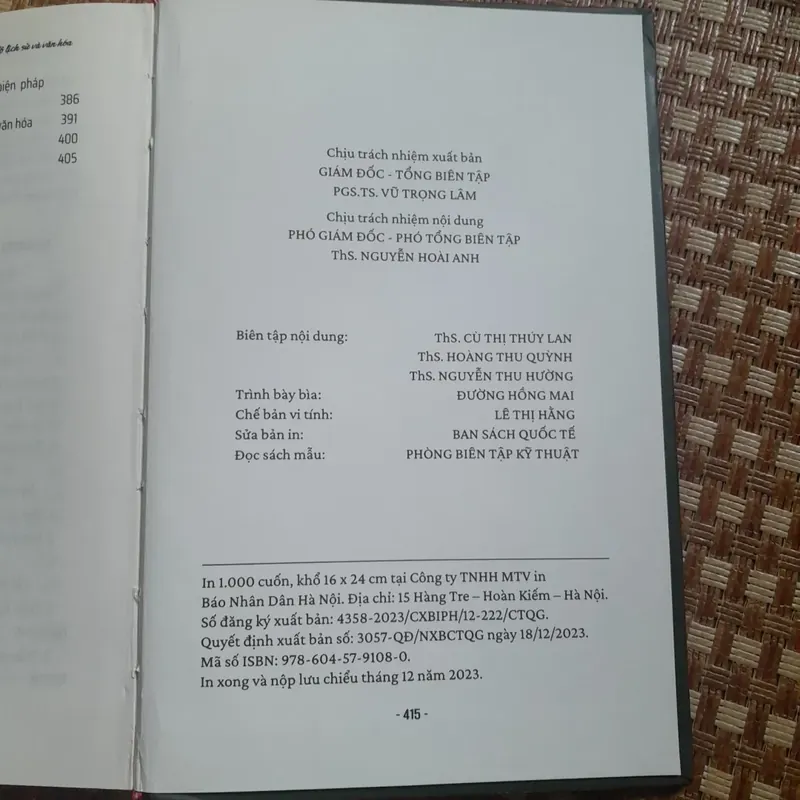 lịch sử và văn hóa
pháp
386
văn hóa 391
400
405
Chịu trách nhiệm xuất bản
GIÁM ĐỐC - TỔNG BIÊN TẬP
PGS.TS. VŨ TRỌNG LÂM
Chịu trách nhiệm nội dung
PHÓ GIÁM ĐỐC - PHÓ TỔNG BIÊN TẬP
ThS. NGUYỄN HOÀI ANH
Biên tập nội dung: ThS. CÙ THỊ THÚY LAN
ThS. HOÀNG THU QUỲNH
ThS. NGUYỄN THU HƯỜNG
Trình bày bìa: ĐƯỜNG HỒNG MAI
Chế bản vi tính: LÊ THỊ HẰNG
Sửa bản in: BAN SÁCH QUỐC TẾ
Đọc sách mẫu: PHÒNG BIÊN TẬP KỸ THUẬT
In 1.000 cuốn, khổ 16 x 24 cm tại Công ty TNHH MTV in
Báo Nhân Dân Hà Nội. Địa chỉ: 15 Hàng Tre – Hoàn Kiếm – Hà Nội.
Số đăng ký xuất bản: 4358-2023/CXBIPH/12-222/CTQG.
Quyết định xuất bản số: 3057-QĐ/NXBCTQG ngày 18/12/2023.
Mã số ISBN: 978-604-57-9108-0.
In xong và nộp lưu chiểu tháng 12 năm 2023.
- 415 -